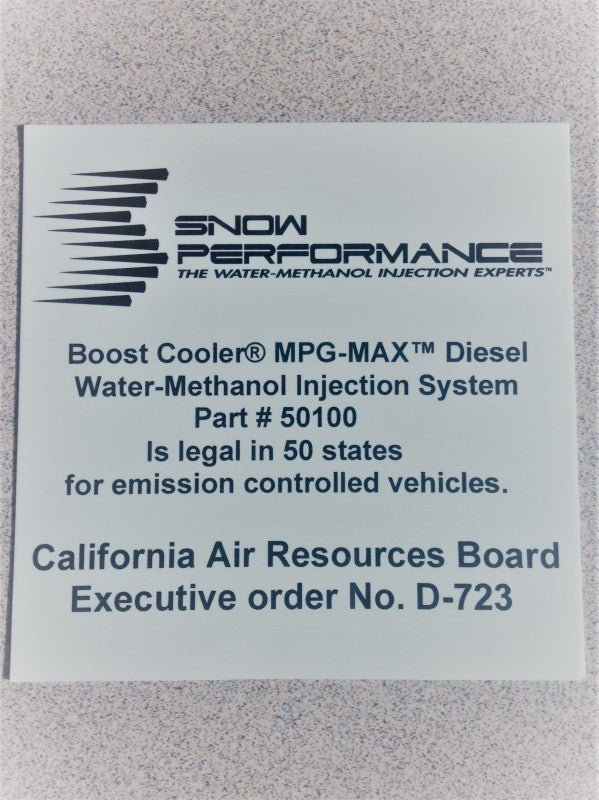 SNOW
PERFORMANCE
THE WATER-METHANOL INJECTION EXPERTS™
Boost Cooler® MPG-MAX™ Diesel
Water-Methanol Injection System
Part # 50100
Is legal in 50 states
for emission controlled vehicles.
California Air Resources Board
Executive order No. D-723